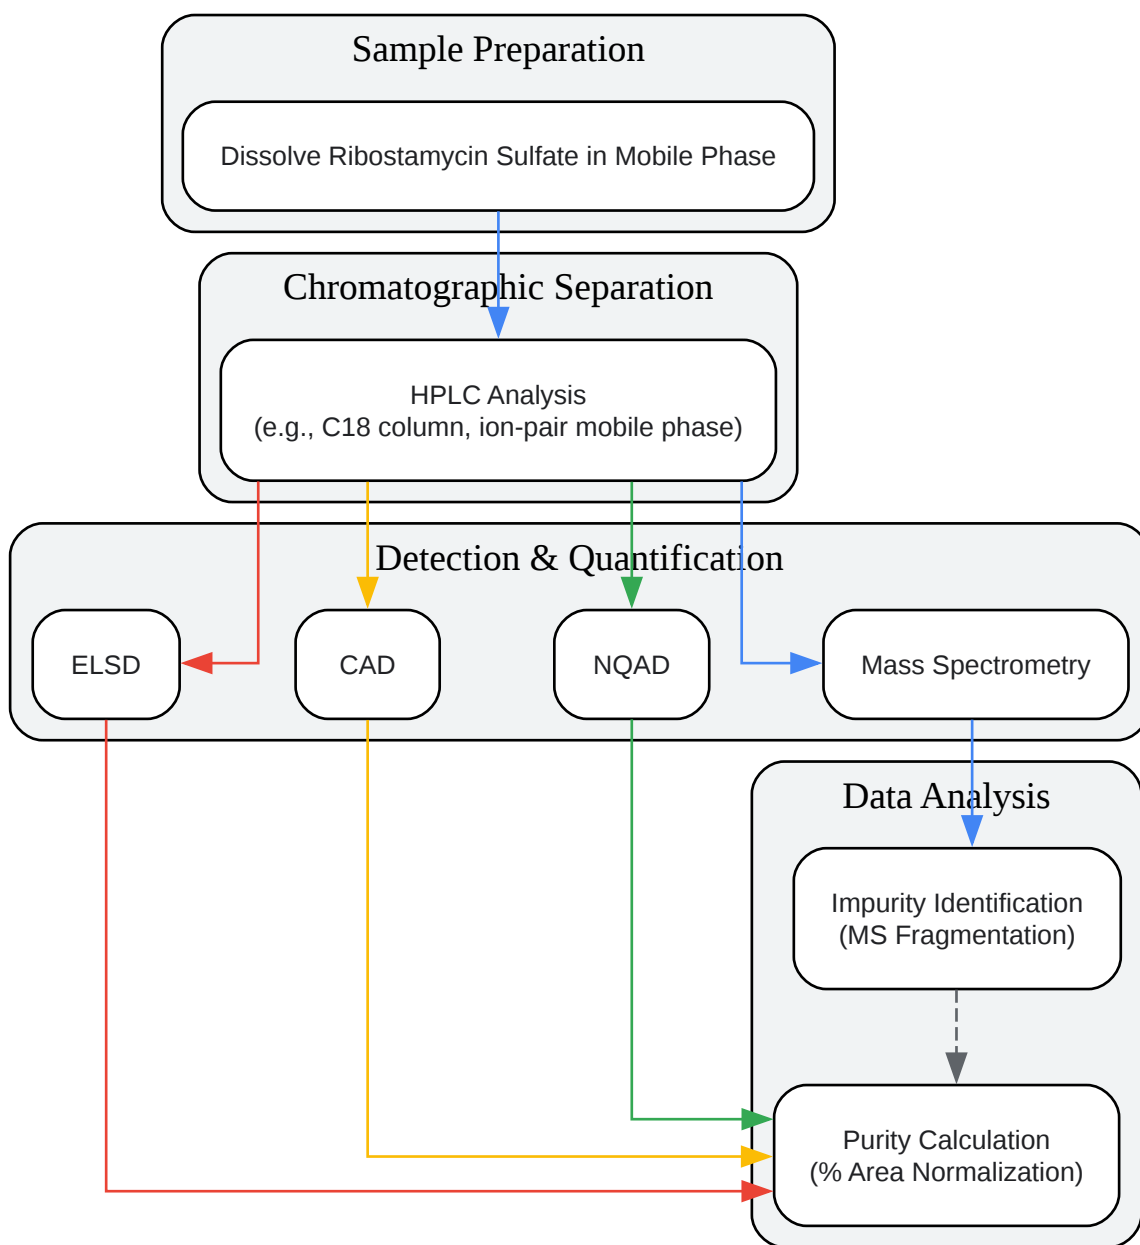 Sample Preparation
Dissolve Ribostamycin Sulfate in Mobile Phase
Chromatographic Separation
HPLC Analysis
(e.g., C18 column, ion-pair mobile phase)
Detection & Quantification
ELSD
CAD
NQAD
Mass Spectrometry
Data Analysis
Impurity Identification
(MS Fragmentation)
Purity Calculation
(% Area Normalization)